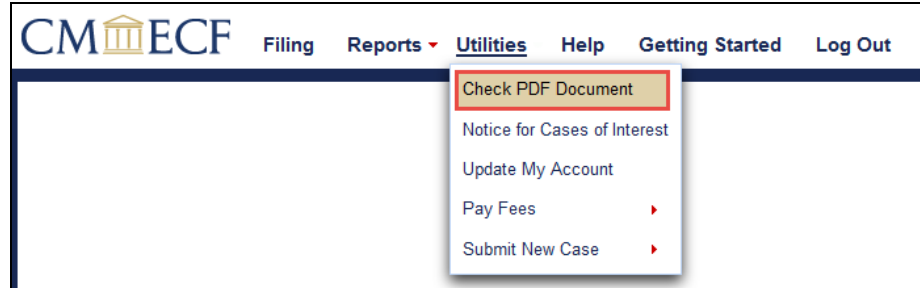 CM ECF Filing Reports Utilities Help Getting Started Log Out
Check PDF Document
Notice for Cases of Interest
Update My Account
Pay Fees
Submit New Case